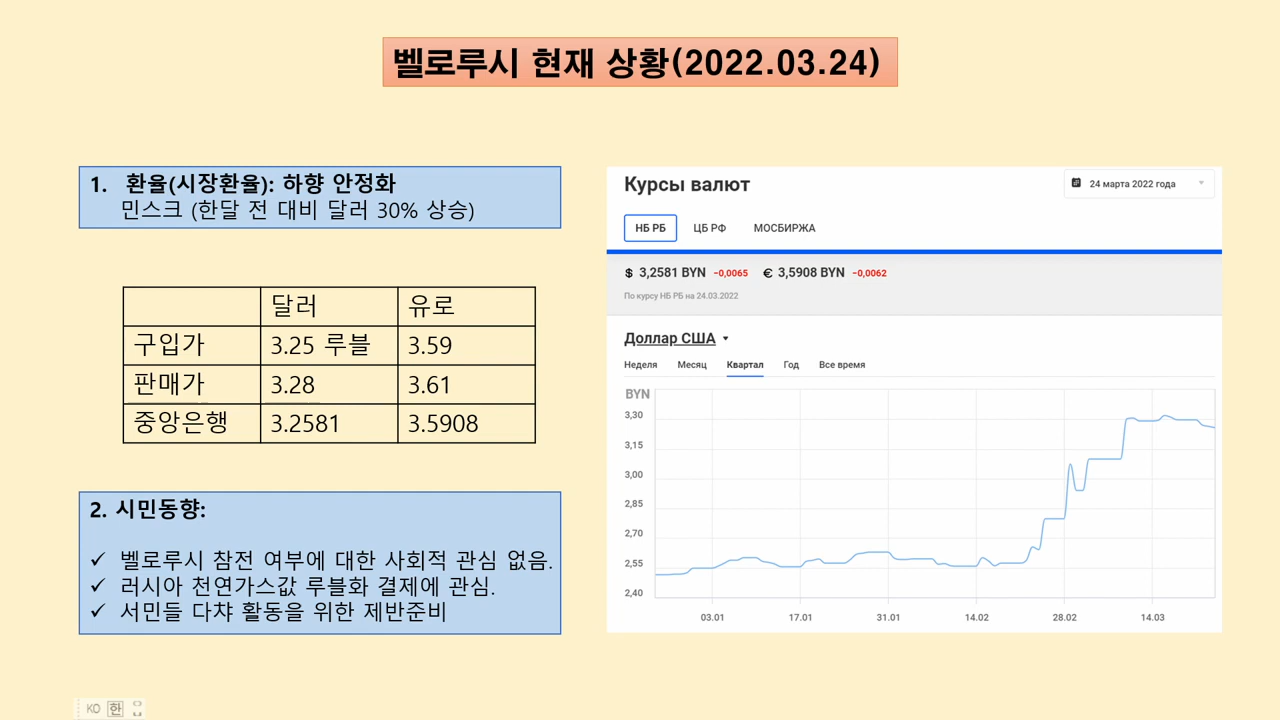 벨로루시 현재 상황(2022.03.24)
1. 환율(시장환율): 하향 안정화
민스크 (한달 전 대비 달러 30% 상승)
달러 유로
구입가 3.25 루블 3.59
판매가 3.28 3.61
중앙은행 3.2581 3.5908
2. 시민동향:
✓ 벨로루시 참전 여부에 대한 사회적 관심 없음.
✓ 러시아 천연가스값 루블화 결제에 관심.
✓ 서민들 다챠 활동을 위한 제반준비
Курсы валют
24 марта 2022 года
НБ РБ ЦБ РФ МОСБИРЖА
$ 3,2581 BYN −0,0065 € 3,5908 BYN −0,0062
По курсу НБ РБ на 24.03.2022
Доллар США
Неделя Месяц Квартал Год Все время
BYN
3,30
3,15
3,00
2,85
2,70
2,55
2,40
03.01 17.01 31.01 14.02 28.02 14.03
KO 한